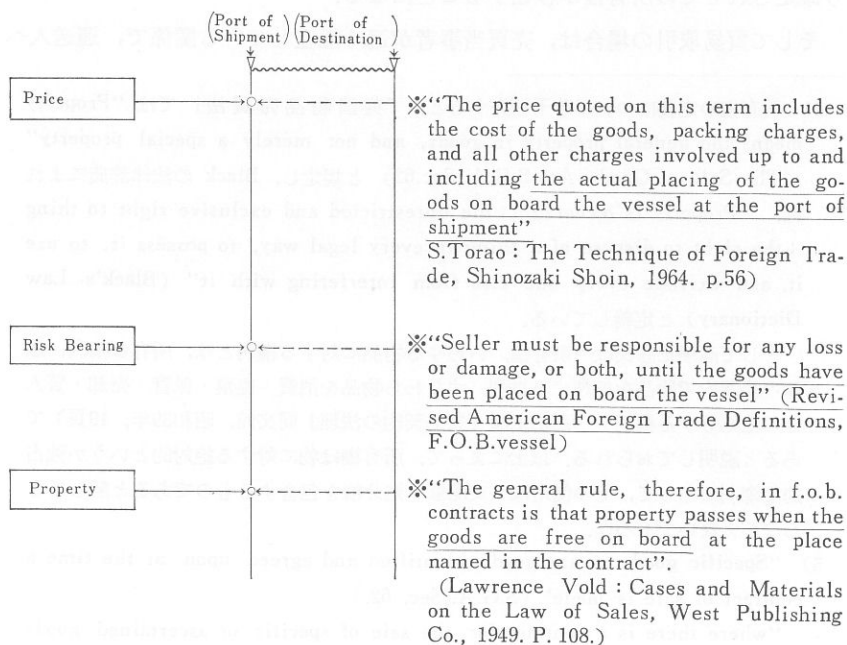 (Port of Shipment) (Port of Destination)
Price
※“The price quoted on this term includes
the cost of the goods, packing charges,
and all other charges involved up to and
including the actual placing of the go-
ods on board the vessel at the port of
shipment”
S.Torao : The Technique of Foreign Tra-
de, Shinozaki Shoin, 1964. p.56)
Risk Bearing
※“Seller must be responsible for any loss
or damage, or both, until the goods have
been placed on board the vessel” (Revi-
sed American Foreign Trade Definitions,
F.O.B.vessel)
Property
※“The general rule, therefore, in f.o.b.
contracts is that property passes when the
goods are free on board at the place
named in the contract”.
(Lawrence Vold : Cases and Materials
on the Law of Sales, West Publishing
Co., 1949. P. 108.)